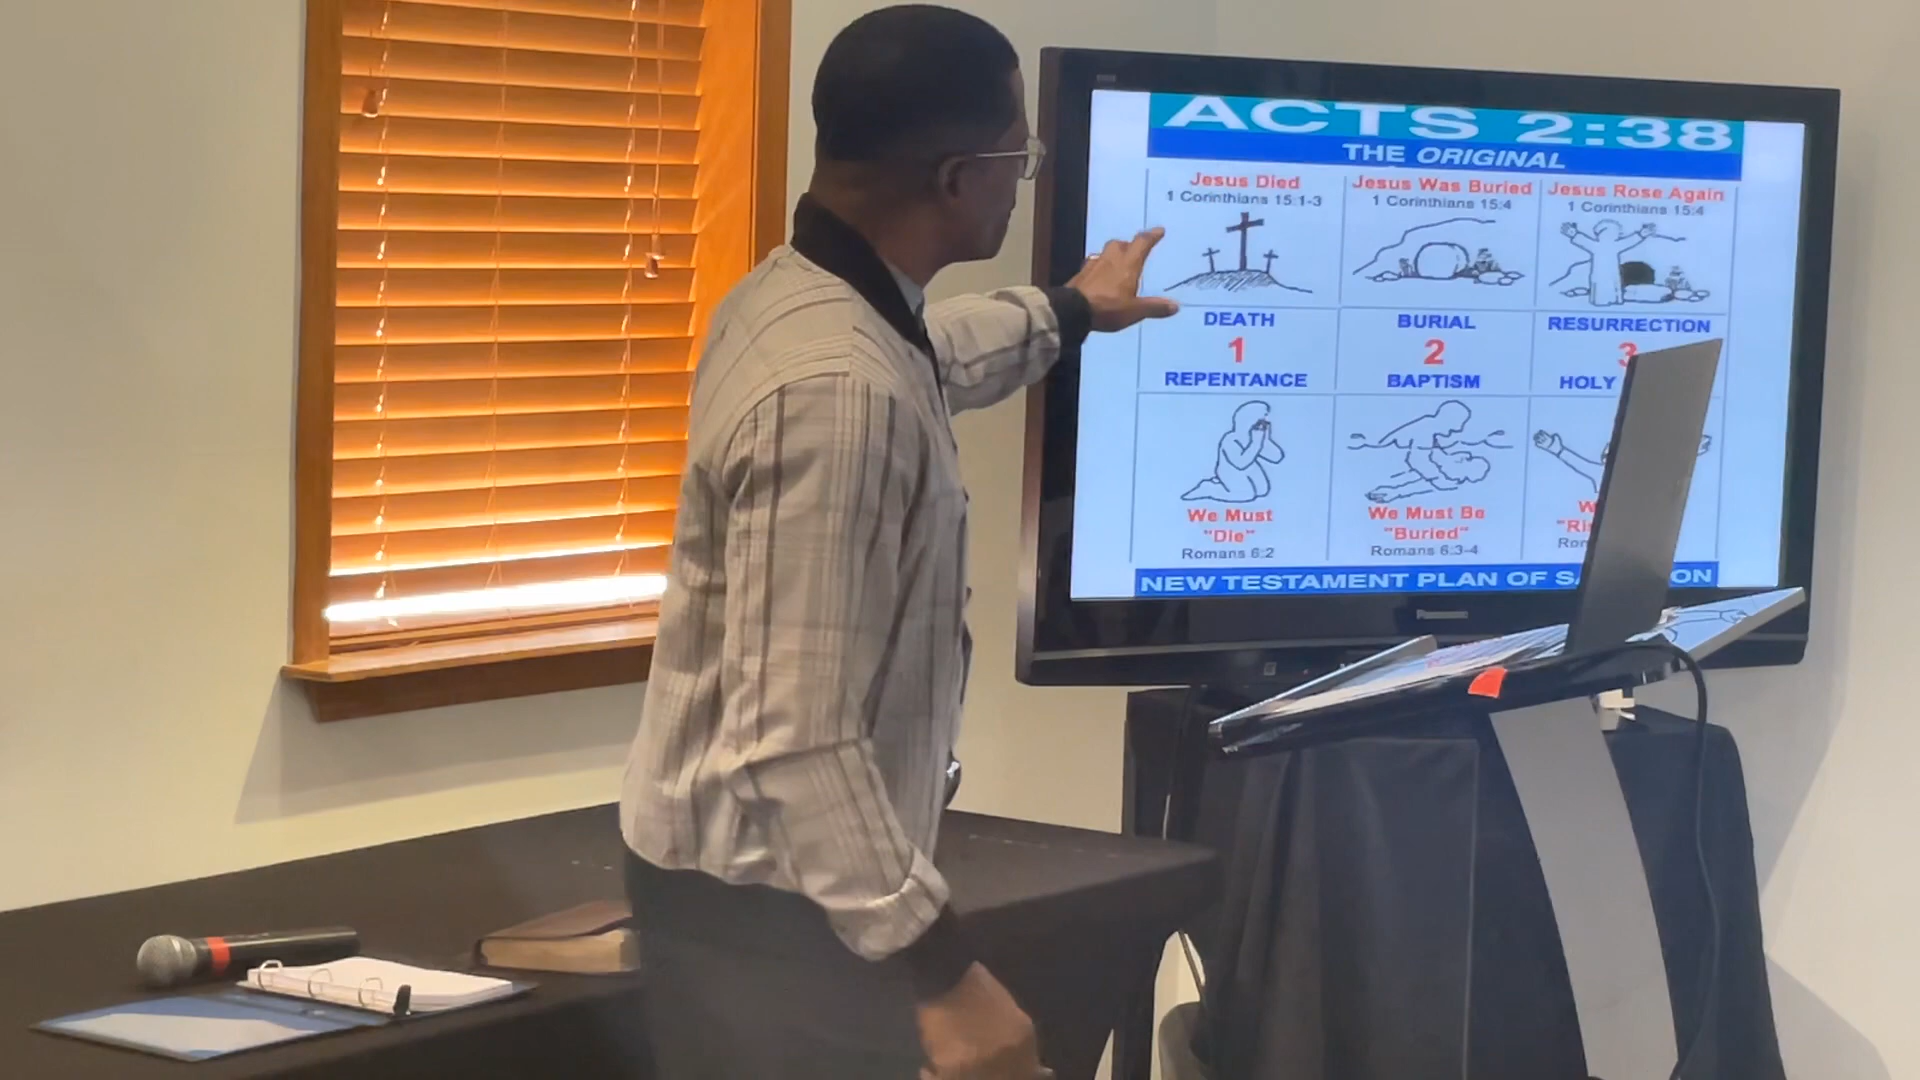 ACTS 2:38
THE ORIGINAL
Jesus Died
1 Corinthians 15:1-3
Jesus Was Buried
1 Corinthians 15:4
Jesus Rose Again
1 Corinthians 15:4
DEATH
1
REPENTANCE
BURIAL
2
BAPTISM
RESURRECTION
3
HOLY
We Must
"Die"
Romans 6:2
We Must Be
"Buried"
Romans 6:3-4
NEW TESTAMENT PLAN OF
Panasonic